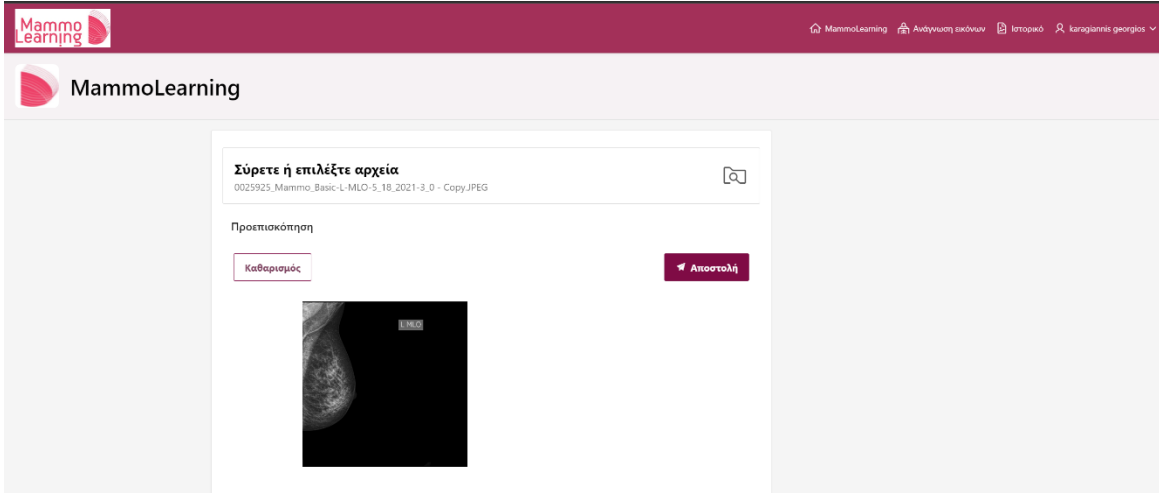 Mammo
Learning
MammoLearning Ανάγνωση εικόνων Ιστορικό karagiannis georgios
MammoLearning
Σύρετε ή επιλέξτε αρχεία
0025925_Mammo_Basic-L-MLO-5_18_2021-3_0 - Copy.JPEG
Προεπισκόπηση
Καθαρισμός Αποστολή
L MLO